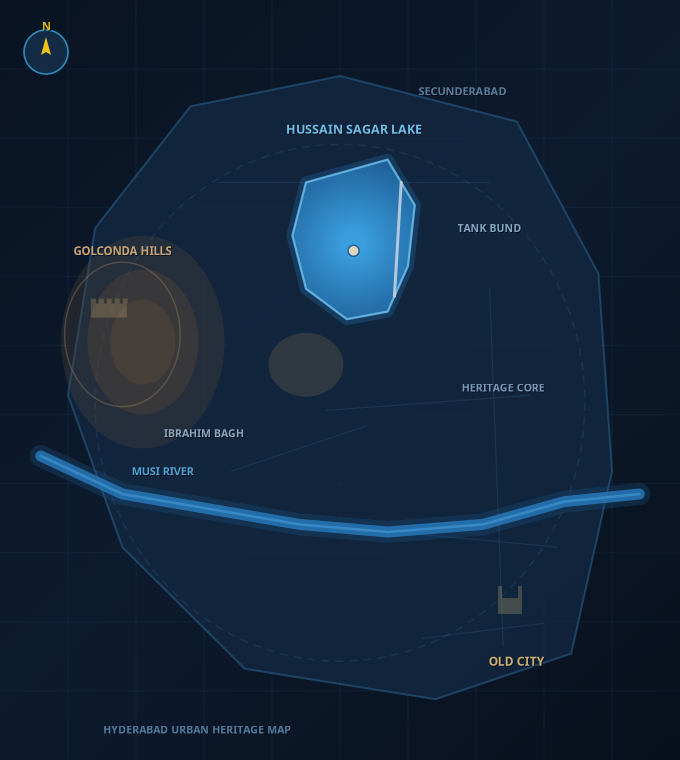 N
SECUNDERABAD
HUSSAIN SAGAR LAKE
TANK BUND
GOLCONDA HILLS
HERITAGE CORE
IBRAHIM BAGH
MUSI RIVER
OLD CITY
HYDERABAD URBAN HERITAGE MAP